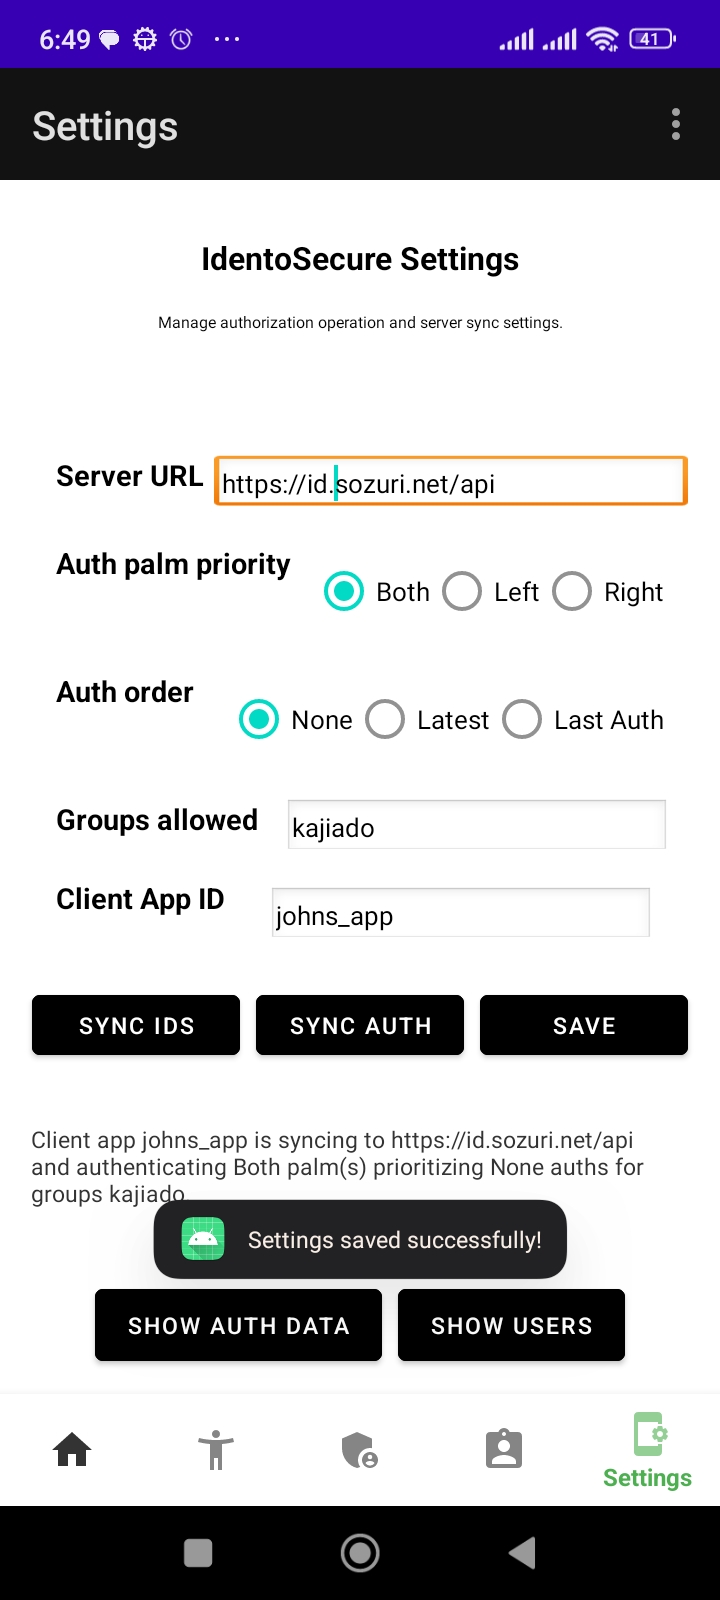 6:49
41
Settings
IdentoSecure Settings
Manage authorization operation and server sync settings.
Server URL
https://id.sozuri.net/api
Auth palm priority
Both Left Right
Auth order
None Latest Last Auth
Groups allowed
kajiado
Client App ID
johns_app
SYNC IDS SYNC AUTH SAVE
Client app johns_app is syncing to https://id.sozuri.net/api
and authenticating Both palm(s) prioritizing None auths for
groups kajiado
Settings saved successfully!
SHOW AUTH DATA SHOW USERS
Settings